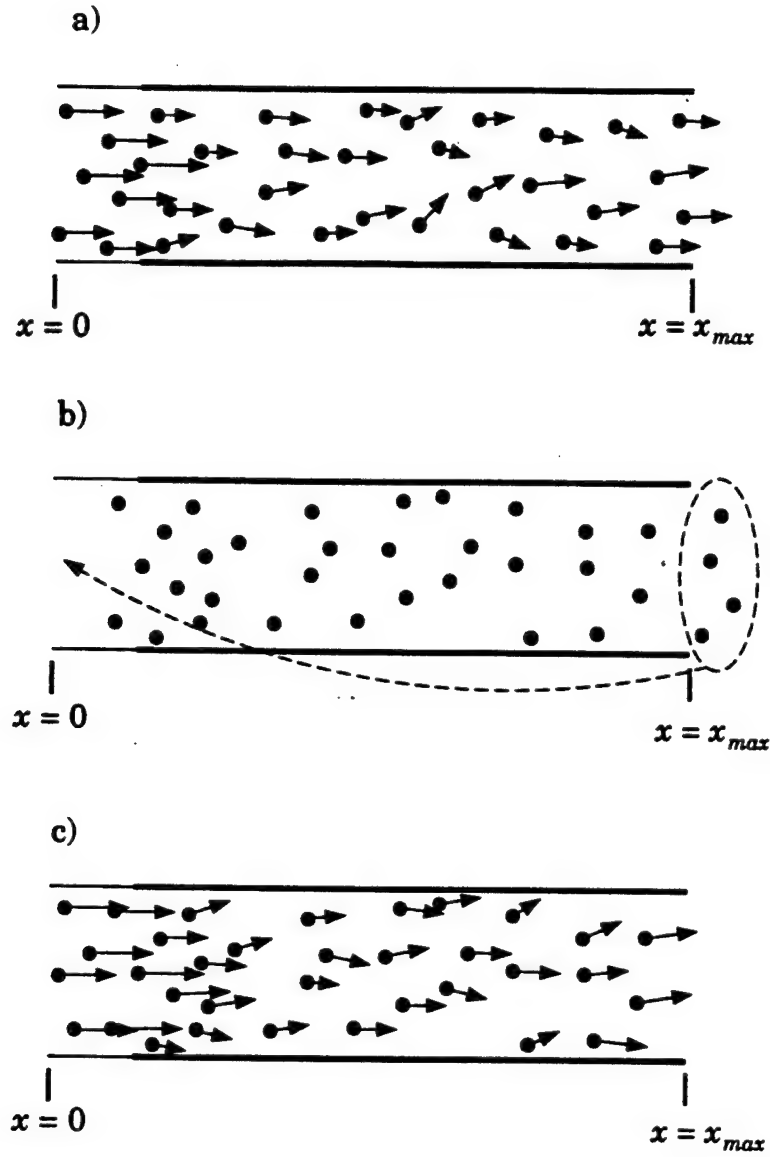 a)
x = 0
x = x_max
b)
x = 0
x = x_max
c)
x = 0
x = x_max